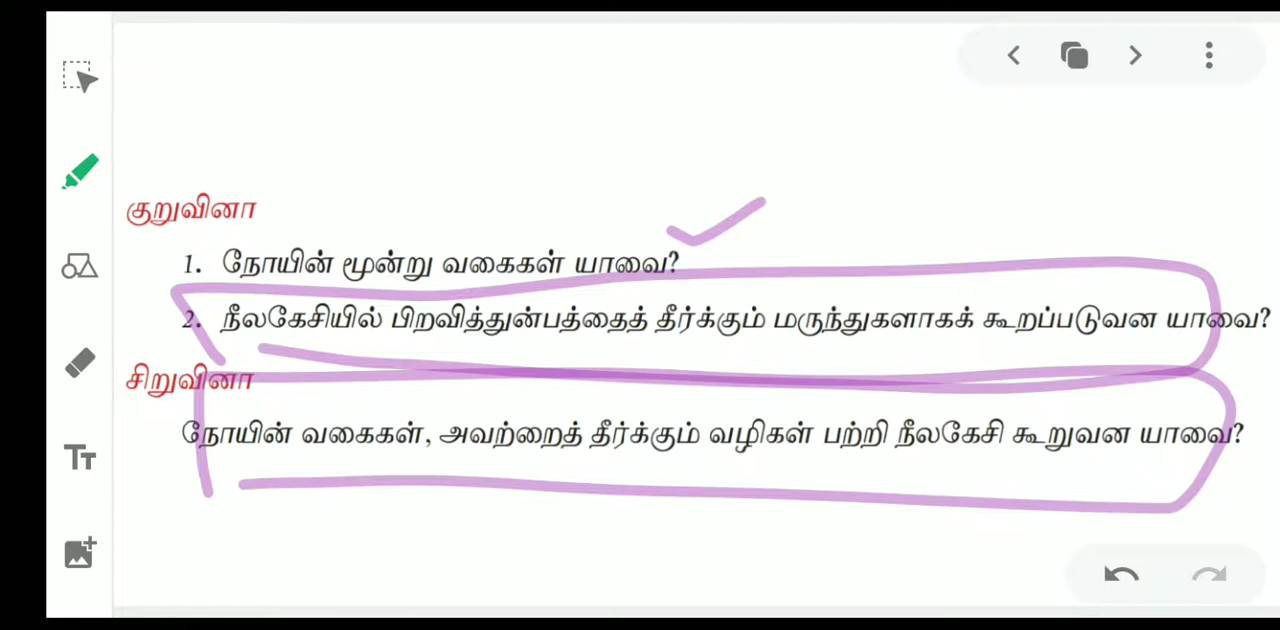 குறுவினா
1. நோயின் மூன்று வகைகள் யாவை?
2. நீலகேசியில் பிறவித்துன்பத்தைத் தீர்க்கும் மருந்துகளாகக் கூறப்படுவன யாவை?
சிறுவினா
நோயின் வகைகள், அவற்றைத் தீர்க்கும் வழிகள் பற்றி நீலகேசி கூறுவன யாவை?
TT